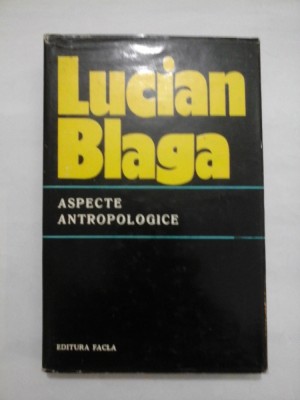 Lucian
Blaga
ASPECTE
ANTROPOLOGICE
EDITURA FACLA